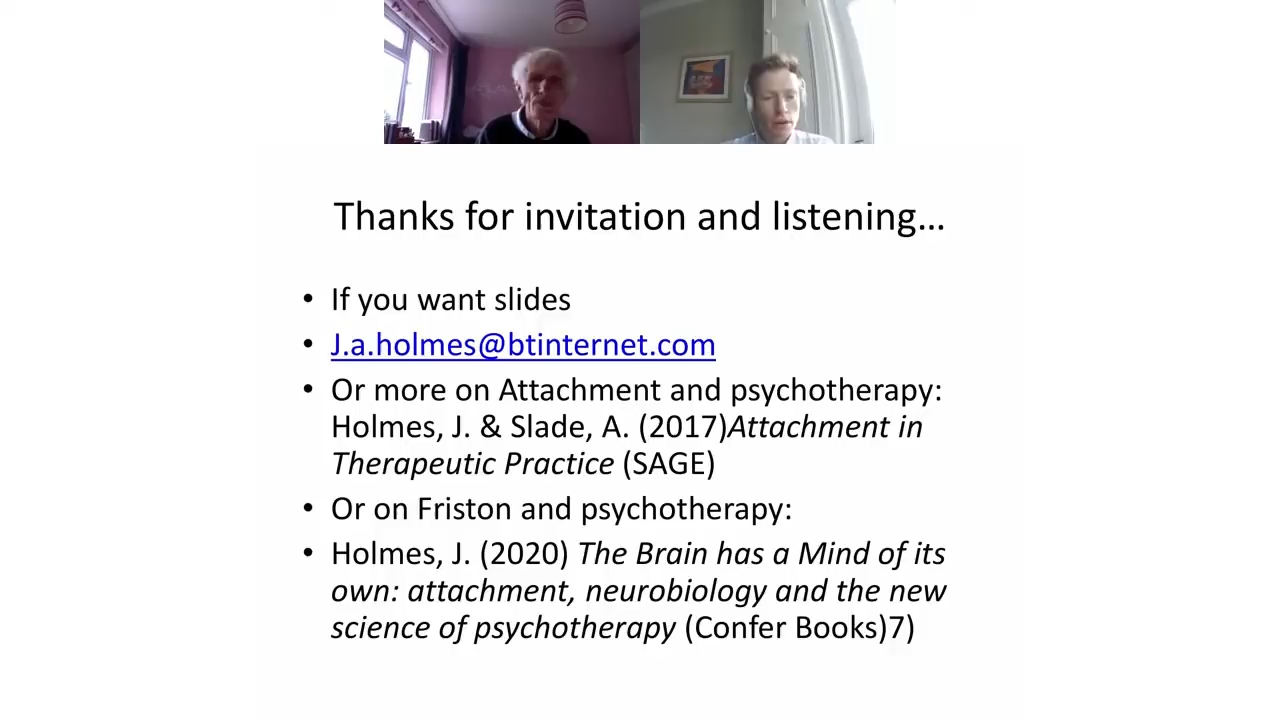 Thanks for invitation and listening…
• If you want slides
• J.a.holmes@btinternet.com
• Or more on Attachment and psychotherapy:
Holmes, J. & Slade, A. (2017)Attachment in
Therapeutic Practice (SAGE)
• Or on Friston and psychotherapy:
• Holmes, J. (2020) The Brain has a Mind of its
own: attachment, neurobiology and the new
science of psychotherapy (Confer Books)7)